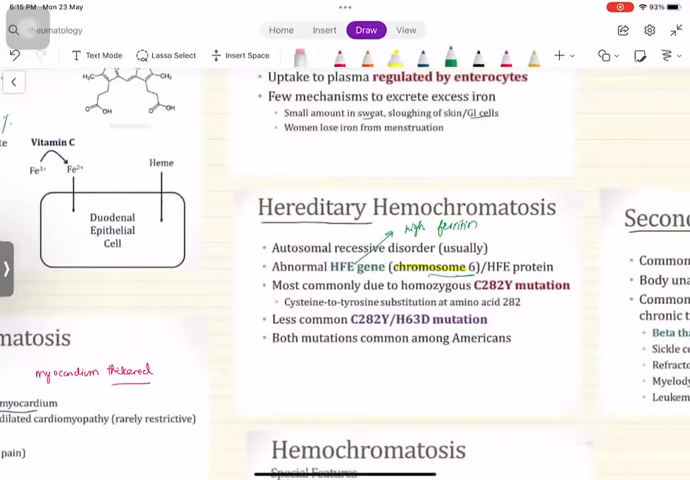 6:15 PM Mon 23 May
93%
rheumatology
Home Insert Draw View
Text Mode Lasso Select Insert Space
H₃C CH₃
O OH O OH
Vitamin C
Heme
Fe³⁺ Fe²⁺
Duodenal
Epithelial
Cell
• Uptake to plasma regulated by enterocytes
• Few mechanisms to excrete excess iron
• Small amount in sweat, sloughing of skin/GI cells
• Women lose iron from menstruation
Hereditary Hemochromatosis
high ferritin
• Autosomal recessive disorder (usually)
• Abnormal HFE gene (chromosome 6)/HFE protein
• Most commonly due to homozygous C282Y mutation
• Cysteine-to-tyrosine substitution at amino acid 282
• Less common C282Y/H63D mutation
• Both mutations common among Americans
Second
• Common
• Body una
• Common
chronic t
• Beta tha
• Sickle ce
• Refracto
• Myelody
• Leukem
matosis
myocardium thickened
myocardium
dilated cardiomyopathy (rarely restrictive)
pain)
Hemochromatosis
Special Features